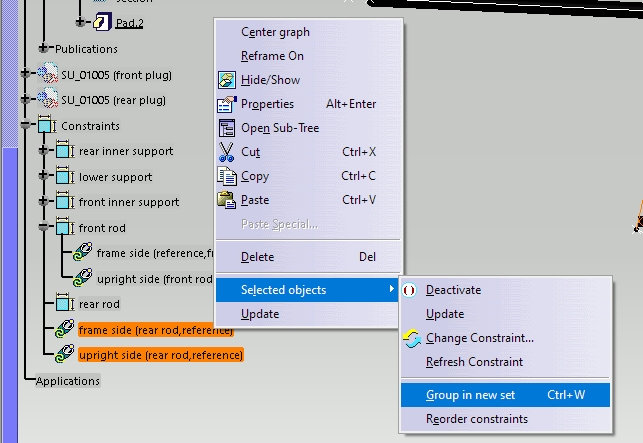 section
Pad.2
Publications
SU_01005 (front plug)
SU_01005 (rear plug)
Constraints
rear inner support
lower support
front inner support
front rod
frame side (reference,fr
upright side (front rod
rear rod
frame side (rear rod,reference)
upright side (rear rod,reference)
Applications
Center graph
Reframe On
Hide/Show
Properties Alt+Enter
Open Sub-Tree
Cut Ctrl+X
Copy Ctrl+C
Paste Ctrl+V
Paste Special...
Delete Del
Selected objects
Update
Deactivate
Update
Change Constraint...
Refresh Constraint
Group in new set Ctrl+W
Reorder constraints